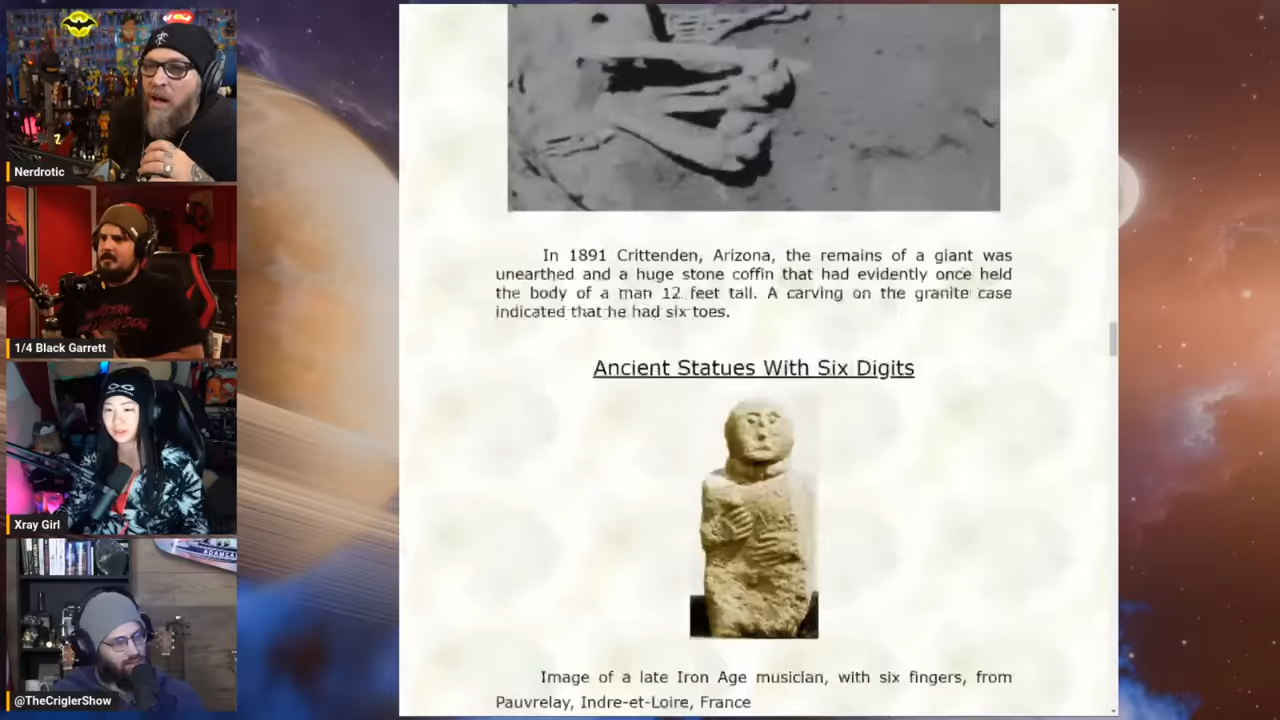 Nerdrotic
1/4 Black Garrett
Xray Girl
@TheCriglerShow
In 1891 Crittenden, Arizona, the remains of a giant was
unearthed and a huge stone coffin that had evidently once held
the body of a man 12 feet tall. A carving on the granite case
indicated that he had six toes.
Ancient Statues With Six Digits
Image of a late Iron Age musician, with six fingers, from
Pauvrelay, Indre-et-Loire, France